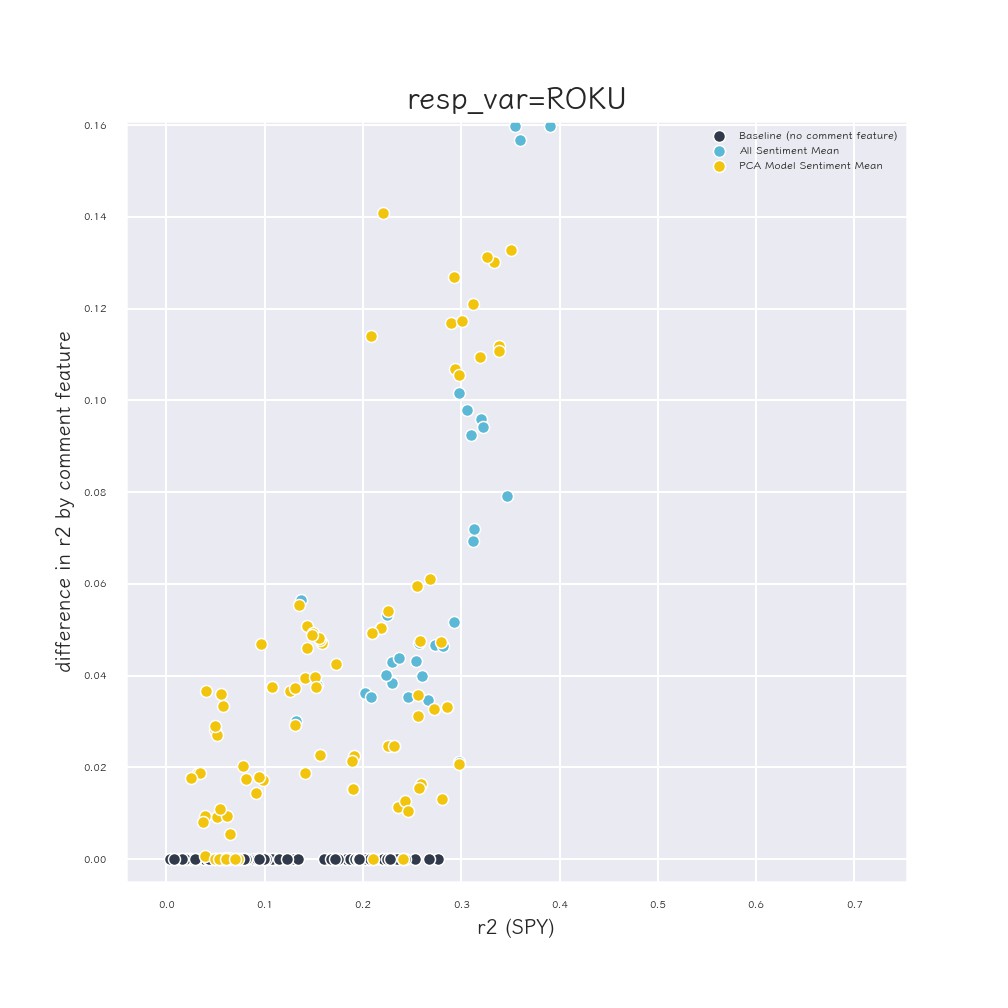 resp_var=ROKU
0.16
0.14
0.12
0.10
0.08
0.06
0.04
0.02
0.00
difference in r2 by comment feature
Baseline (no comment feature)
All Sentiment Mean
PCA Model Sentiment Mean
0.0 0.1 0.2 0.3 0.4 0.5 0.6 0.7
r2 (SPY)